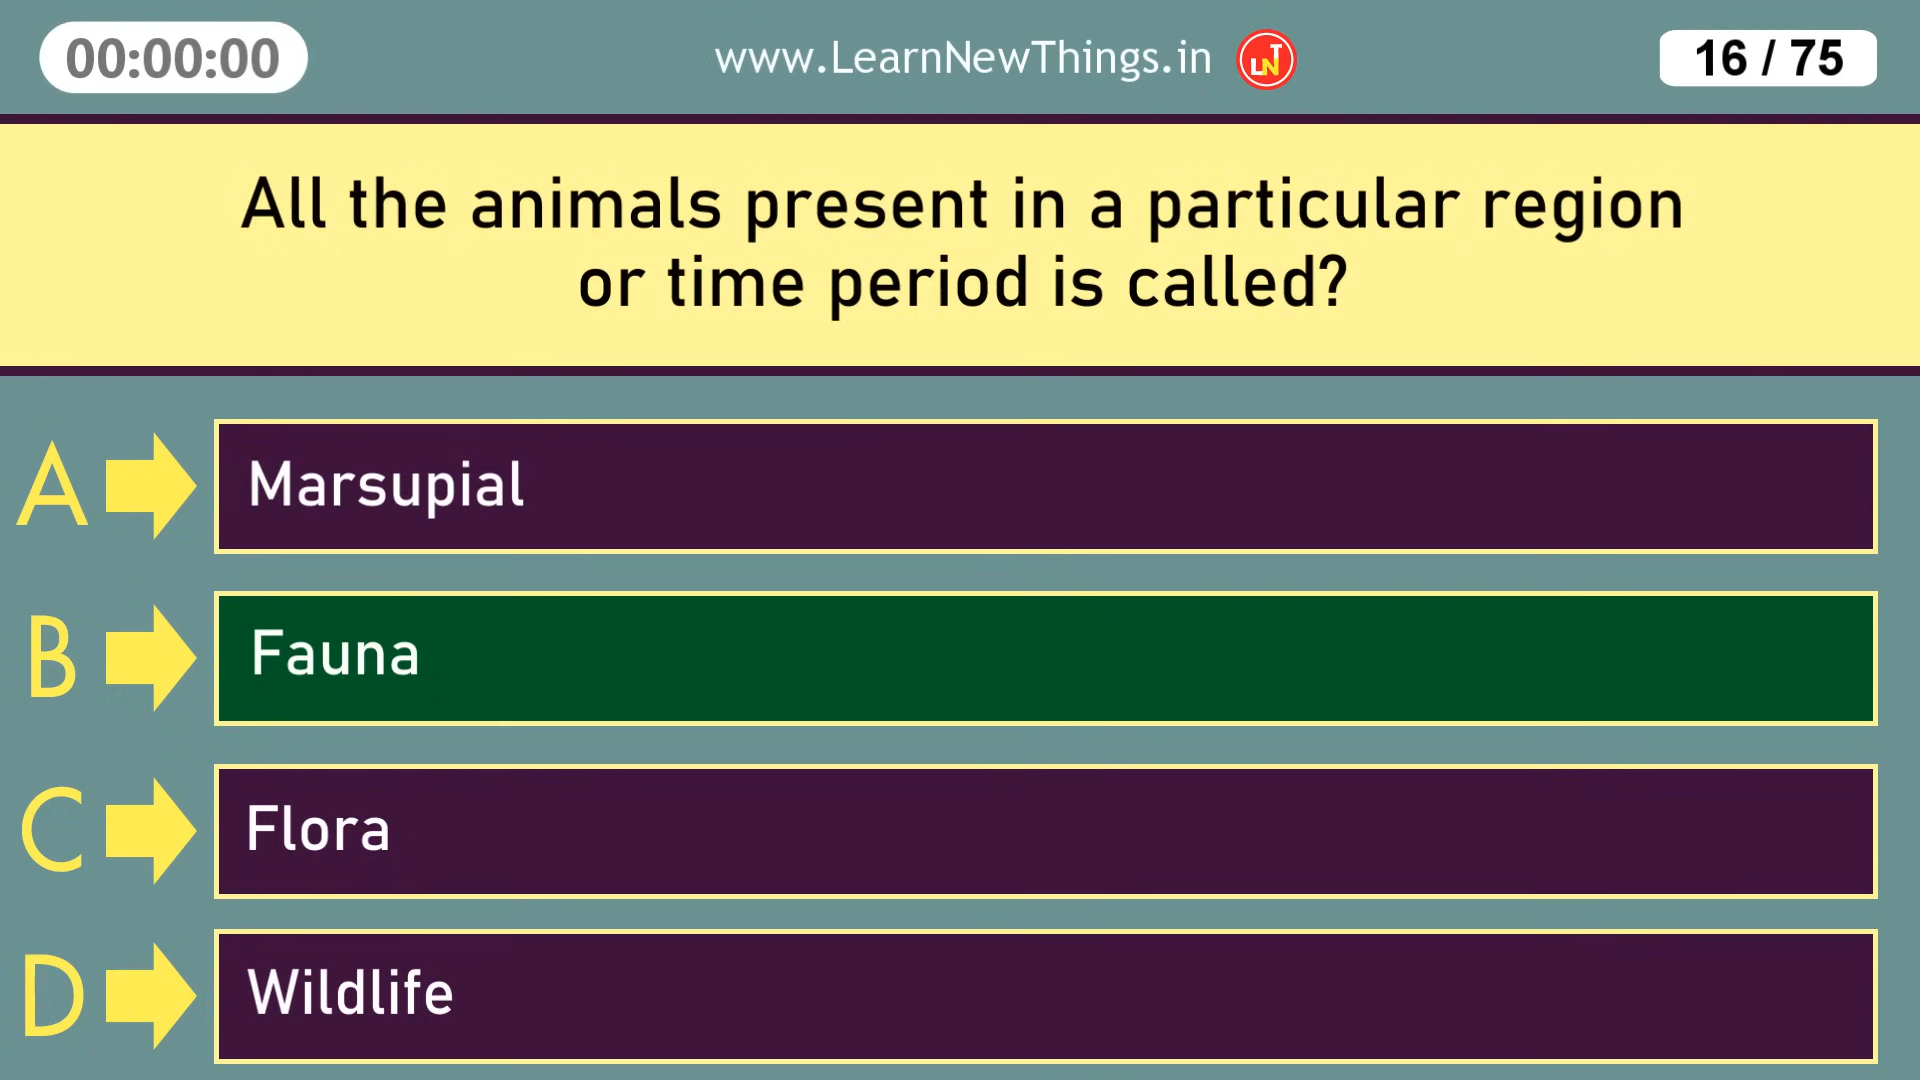 00:00:00
www.LearnNewThings.in
LNT
16 / 75
All the animals present in a particular region
or time period is called?
A
Marsupial
B
Fauna
C
Flora
D
Wildlife